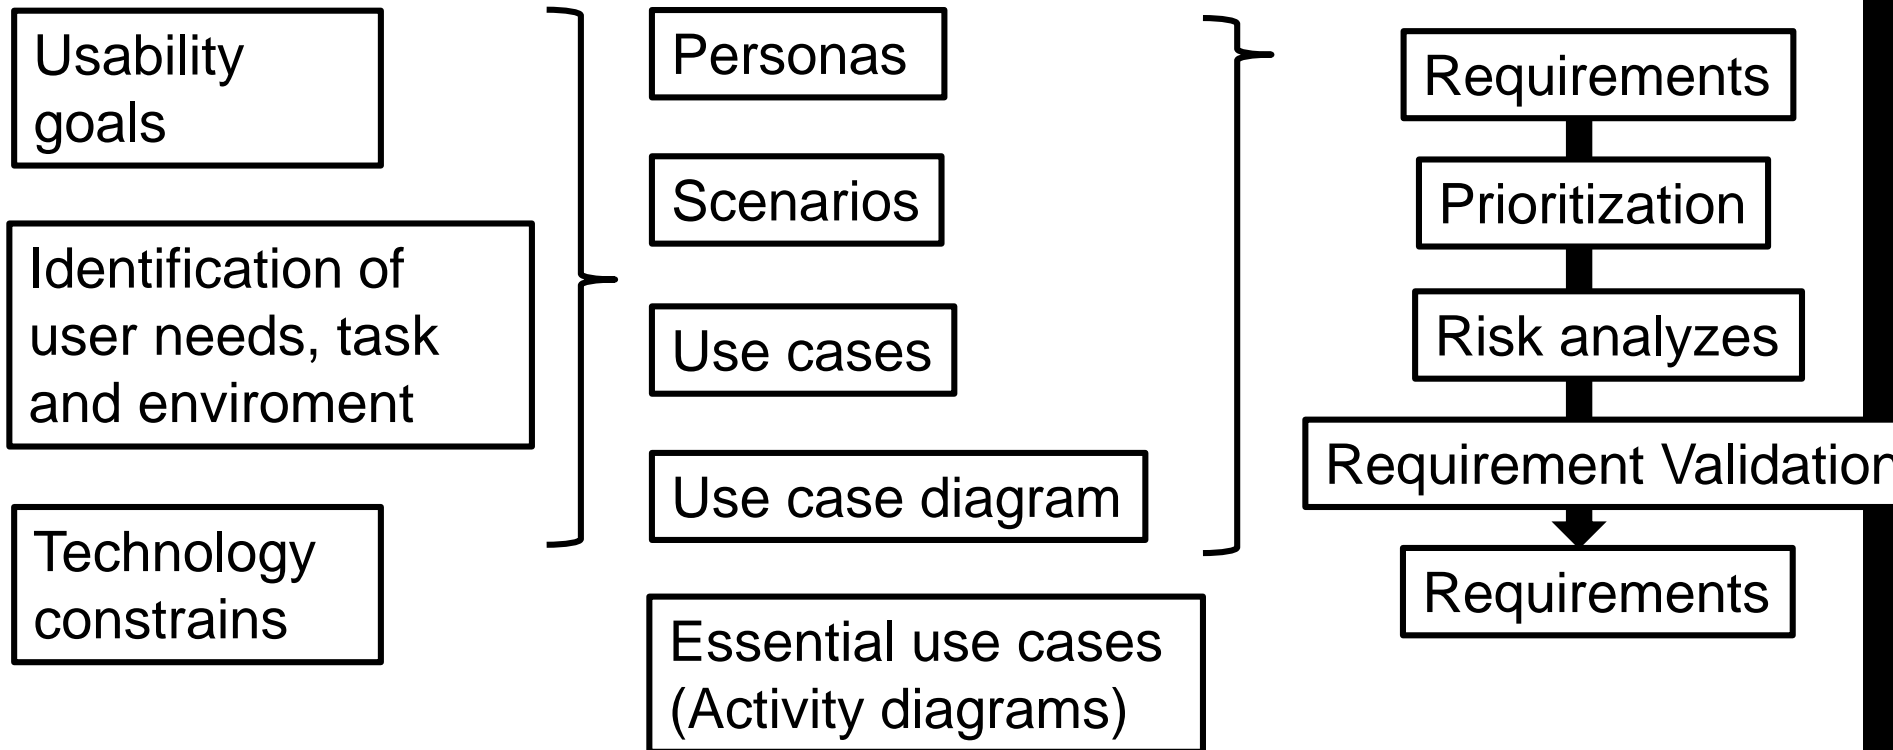 Usability
goals
Identification of
user needs, task
and enviroment
Technology
constrains
Personas
Scenarios
Use cases
Use case diagram
Essential use cases
(Activity diagrams)
Requirements
Prioritization
Risk analyzes
Requirement Validation
Requirements